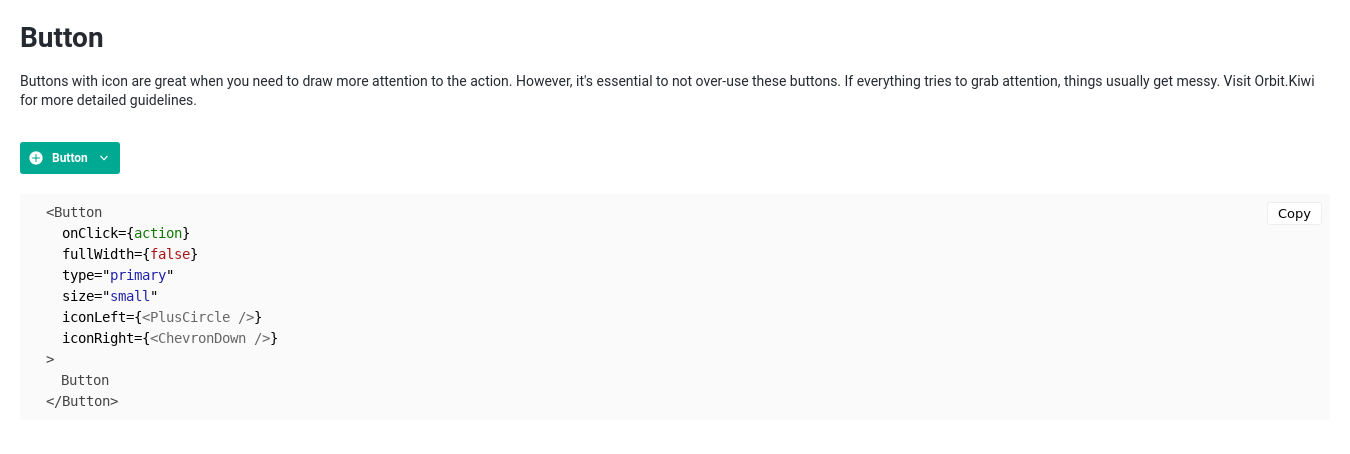 Button
Buttons with icon are great when you need to draw more attention to the action. However, it's essential to not over-use these buttons. If everything tries to grab attention, things usually get messy. Visit Orbit.Kiwi
for more detailed guidelines.
Button
<Button
Copy
onClick={action}
fullWidth={false}
type="primary"
size="small"
iconLeft={<PlusCircle />}
iconRight={<ChevronDown />}
>
Button
</Button>